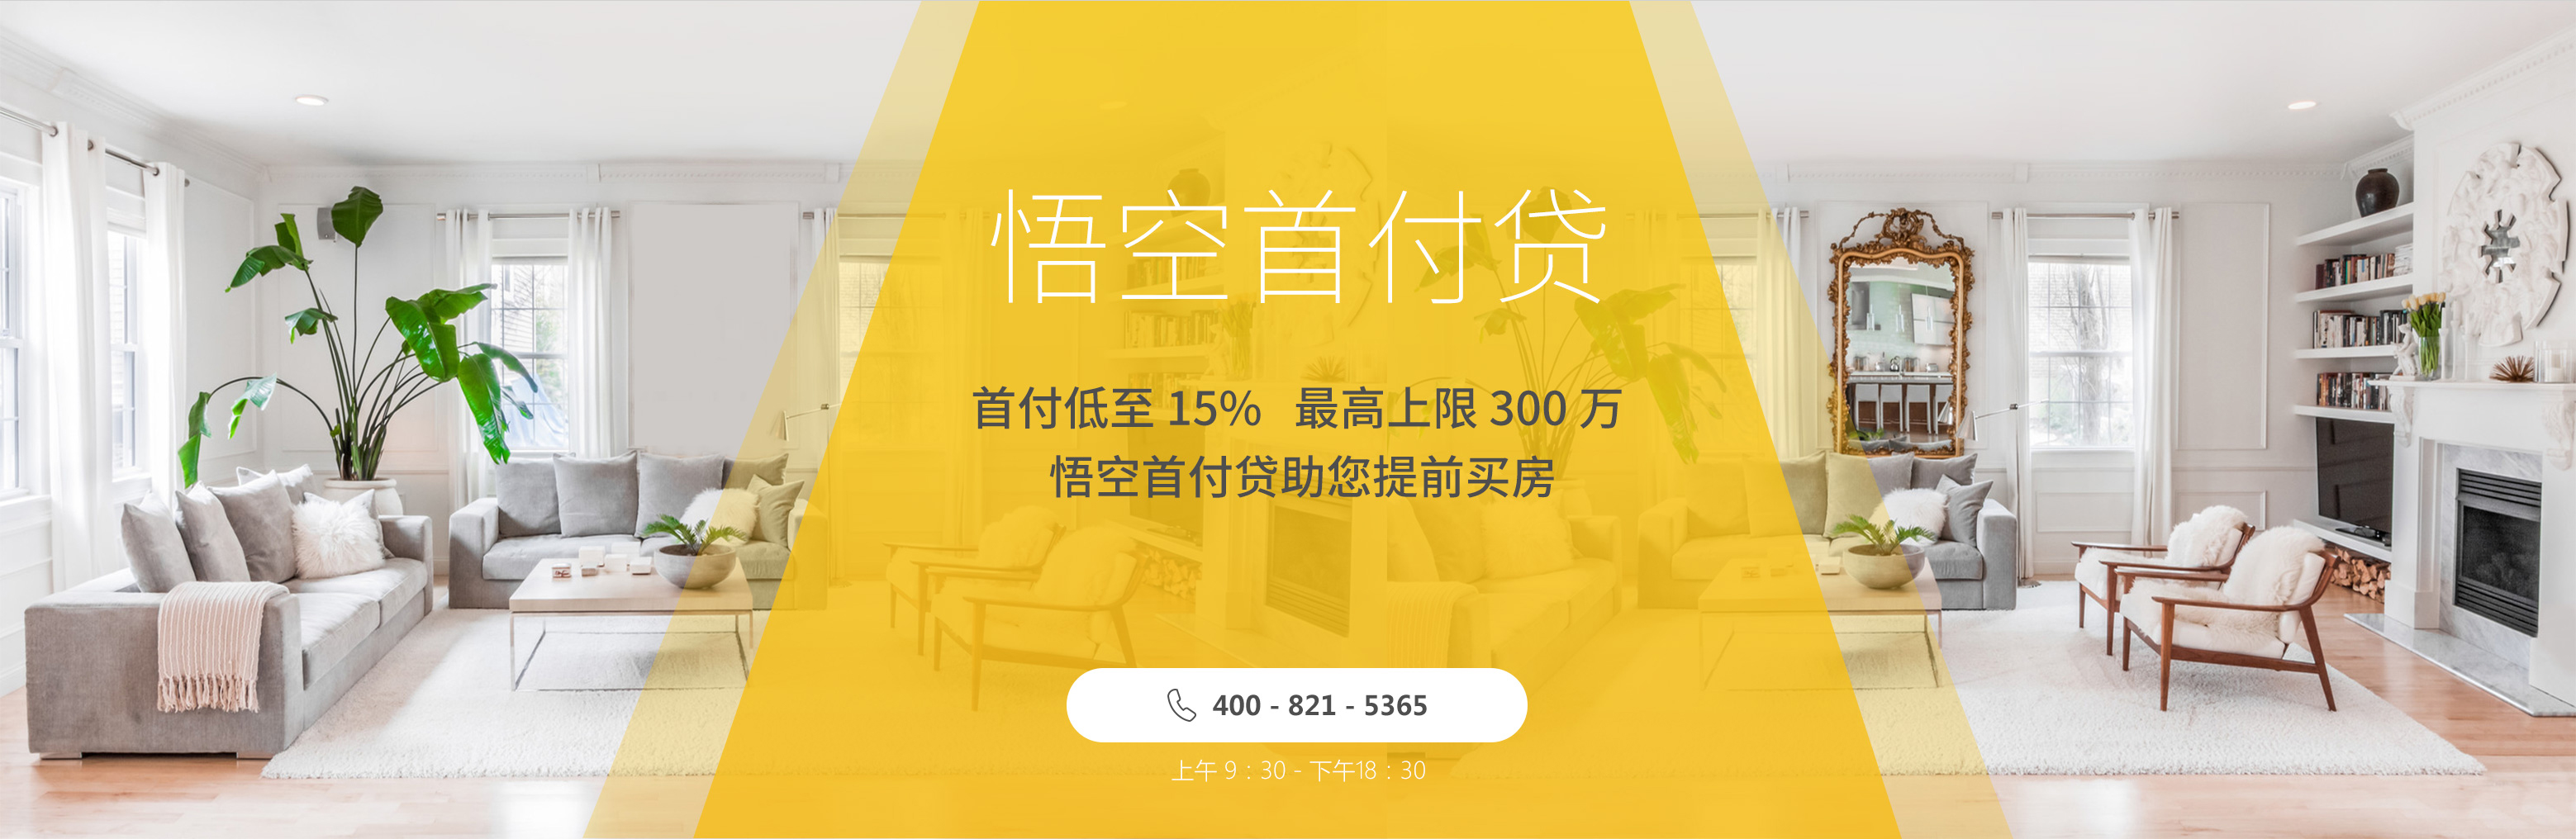 悟空首付贷
首付低至 15% 最高上限 300 万
悟空首付贷助您提前买房
400 - 821 - 5365
上午 9 : 30 - 下午18 : 30